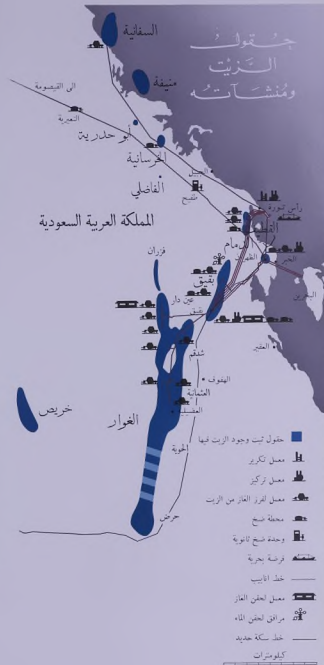 حقول
الزيت
ومنشآته
السفانية
منيفة
الى القيصومة
النعيرية
أبو حدرية
الخرسانية
الجبيل
الفاضلي
رأس تنورة
القطيف
المملكة العربية السعودية
الدمام
الخبر
الظهران
البحرين
فزران
بقيق
عين دار
بقيق
شدقم
العقير
الهفوف
العثمانية
خريص
الغوار
الحوية
حرض
حقول ثبت وجود الزيت فيها
معمل تكرير
معمل تركيز
معمل لفرز الغاز من الزيت
محطة ضخ
وحدة ضخ ثانوية
فرضة بحرية
خط انابيب
معمل لحقن الغاز
مرافق لحقن الماء
خط سكة حديد
كيلومترات